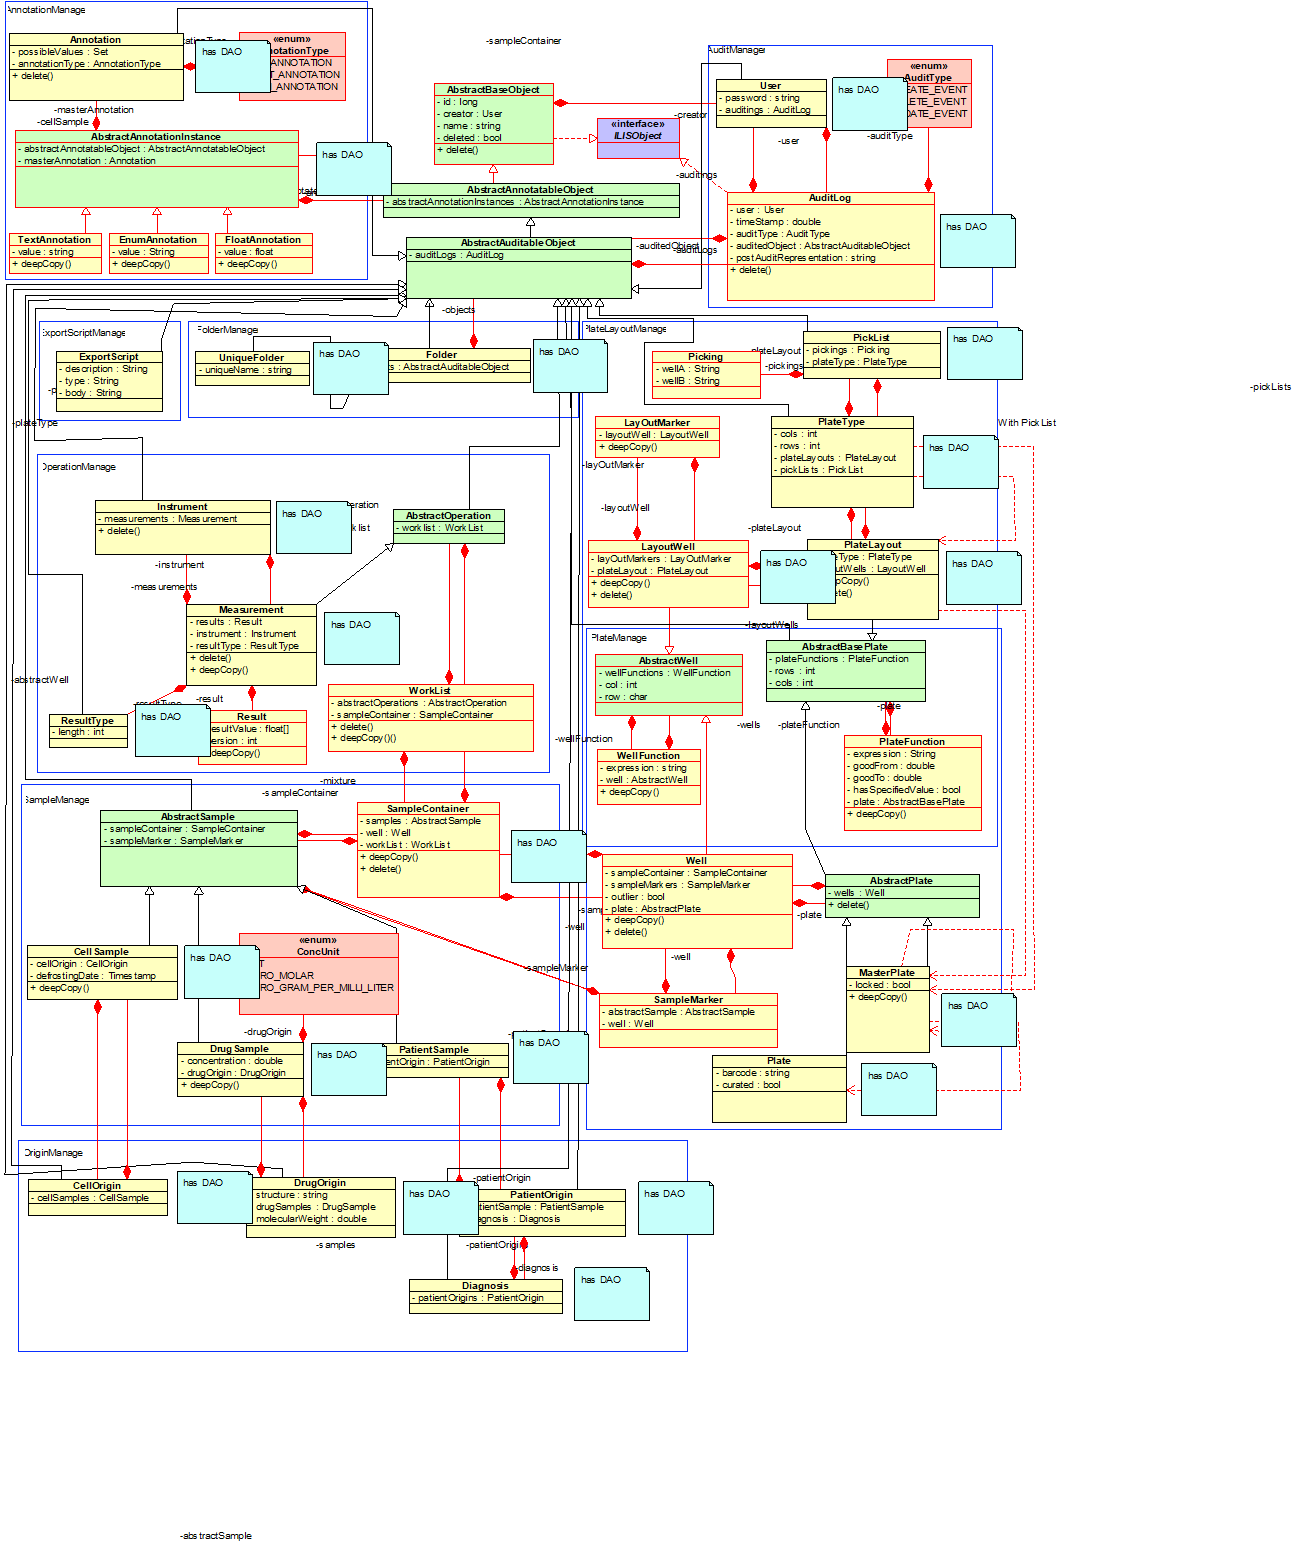 AnnotationManage
Annotation
- possibleValues : Set
- annotationType : AnnotationType
+ delete()
has DAO
«enum»
notationType
ANNOTATION
T_ANNOTATION
_ANNOTATION
-masterAnnotation
-cellSample
AbstractAnnotationInstance
- abstractAnnotatableObject : AbstractAnnotatableObject
- masterAnnotation : Annotation
has DAO
TextAnnotation
- value : string
+ deepCopy()
EnumAnnotation
- value : String
+ deepCopy()
FloatAnnotation
- value : float
+ deepCopy()
-sampleContainer
AbstractBaseObject
- id : long
- creator : User
- name : string
- deleted : bool
+ delete()
«interface»
ILISObject
AbstractAnnotatableObject
- abstractAnnotationInstances : AbstractAnnotationInstance
AbstractAuditableObject
- auditLogs : AuditLog
AuditManager
User
- password : string
- auditings : AuditLog
has DAO
«enum»
AuditType
EATE_EVENT
LETE_EVENT
DATE_EVENT
-creator
-user
-auditType
-auditings
AuditLog
- user : User
- timeStamp : double
- auditType : AuditType
- auditedObject : AbstractAuditableObject
- postAuditRepresentation : string
+ delete()
has DAO
-auditedObject
-auditLogs
-objects
ExportScriptManage
ExportScript
- description : String
- type : String
- body : String
-plateType
FolderManage
UniqueFolder
- uniqueName : string
has DAO
Folder
s : AbstractAuditableObject
has DAO
PlateLayoutManage
Picking
- wellA : String
- wellB : String
-plateLayout
-pickings
PickList
- pickings : Picking
- plateType : PlateType
has DAO
-pickLists
With PickList
LayOutMarker
- layoutWell : LayoutWell
+ deepCopy()
-layOutMarker
-layoutWell
PlateType
- cols : int
- rows : int
- plateLayouts : PlateLayout
- pickLists : PickList
has DAO
-plateLayout
LayoutWell
- layOutMarkers : LayOutMarker
- plateLayout : PlateLayout
+ deepCopy()
+ delete()
has DAO
PlateLayout
eType : PlateType
utWells : LayoutWell
pCopy()
ete()
has DAO
-layoutWells
OperationManage
Instrument
- measurements : Measurement
+ delete()
has DAO
AbstractOperation
- worklist : WorkList
-instrument
-measurements
Measurement
- results : Result
- instrument : Instrument
- resultType : ResultType
+ delete()
+ deepCopy()
has DAO
-abstractWell
-result
ResultType
- length : int
has DAO
Result
esultValue : float[]
ersion : int
deepCopy()
WorkList
- abstractOperations : AbstractOperation
- sampleContainer : SampleContainer
+ delete()
+ deepCopy()()
PlateManage
AbstractWell
- wellFunctions : WellFunction
- col : int
- row : char
-wells
-wellFunction
WellFunction
- expression : string
- well : AbstractWell
+ deepCopy()
AbstractBasePlate
- plateFunctions : PlateFunction
- rows : int
- cols : int
-plate
-plateFunction
PlateFunction
- expression : String
- goodFrom : double
- goodTo : double
- hasSpecifiedValue : bool
- plate : AbstractBasePlate
+ deepCopy()
-mixture
-sampleContainer
SampleManage
AbstractSample
- sampleContainer : SampleContainer
- sampleMarker : SampleMarker
SampleContainer
- samples : AbstractSample
- well : Well
- workList : WorkList
+ deepCopy()
+ delete()
has DAO
Well
- sampleContainer : SampleContainer
- sampleMarkers : SampleMarker
- outlier : bool
- plate : AbstractPlate
+ deepCopy()
+ delete()
AbstractPlate
- wells : Well
+ delete()
-plate
-well
-well
-sampleMarker
CellSample
- cellOrigin : CellOrigin
- defrostingDate : Timestamp
+ deepCopy()
has DAO
«enum»
ConcUnit
T
RO_MOLAR
RO_GRAM_PER_MILLI_LITER
SampleMarker
- abstractSample : AbstractSample
- well : Well
MasterPlate
- locked : bool
+ deepCopy()
has DAO
-drugOrigin
DrugSample
- concentration : double
- drugOrigin : DrugOrigin
+ deepCopy()
has DAO
PatientSample
entOrigin : PatientOrigin
has DAO
Plate
- barcode : string
- curated : bool
has DAO
OriginManage
CellOrigin
- cellSamples : CellSample
has DAO
DrugOrigin
structure : string
drugSamples : DrugSample
molecularWeight : double
-samples
has DAO
-patientOrigin
PatientOrigin
atientSample : PatientSample
agnosis : Diagnosis
has DAO
-patientOrigin
-diagnosis
Diagnosis
- patientOrigins : PatientOrigin
has DAO
-abstractSample